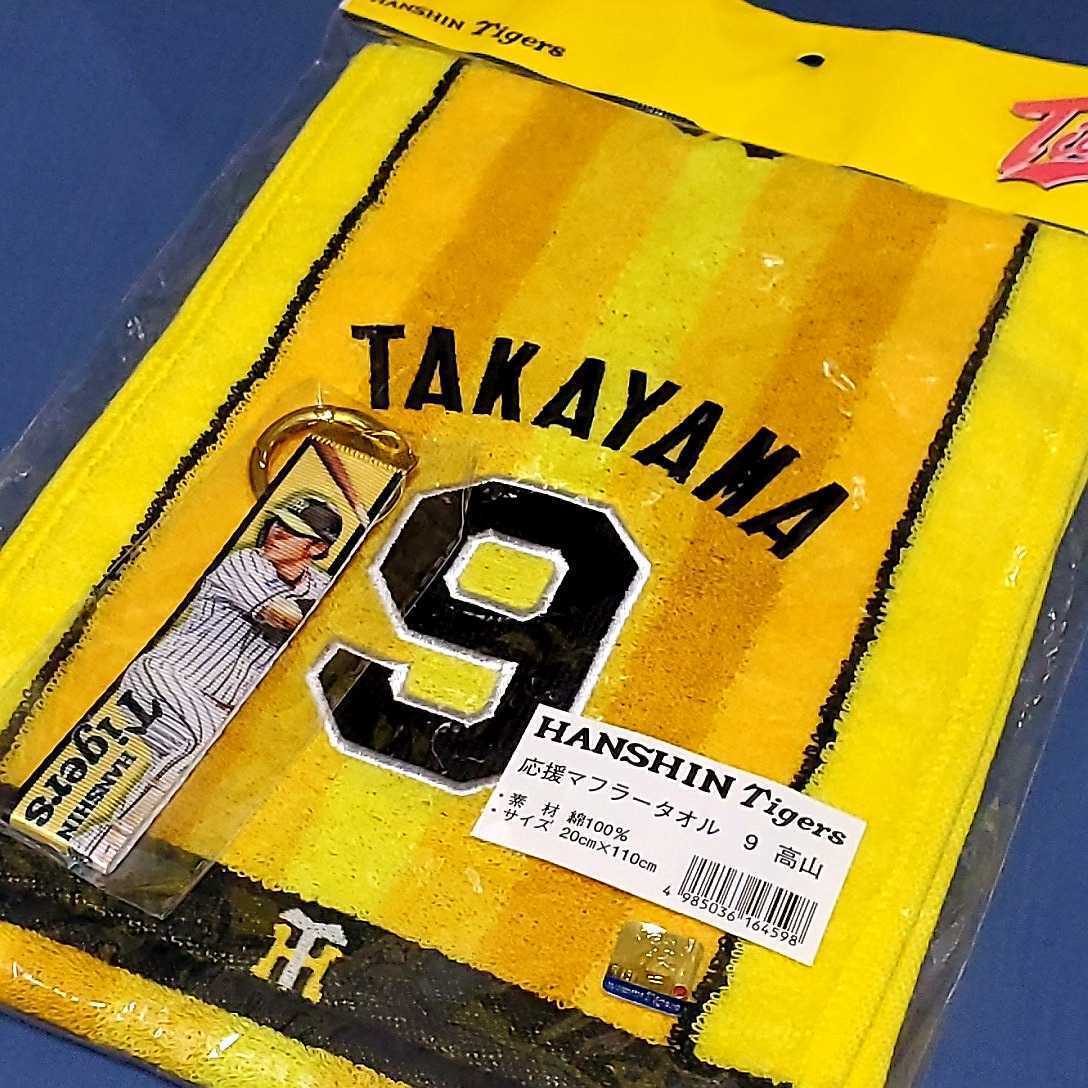 HANSHIN Tigers
TAKAYAMA
9
HANSHIN
Tigers
HANSHIN Tigers
応援マフラータオル 9 高山
・素 材 綿100%
・サイズ 20cm×110cm
4 985036 164598
HT